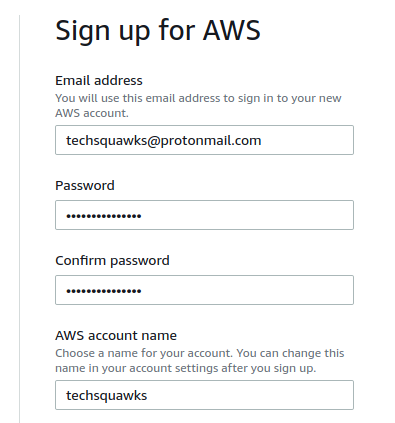 Sign up for AWS
Email address
You will use this email address to sign in to your new
AWS account.
techsquawks@protonmail.com
Password
•••••••••••••••
Confirm password
•••••••••••••••
AWS account name
Choose a name for your account. You can change this
name in your account settings after you sign up.
techsquawks